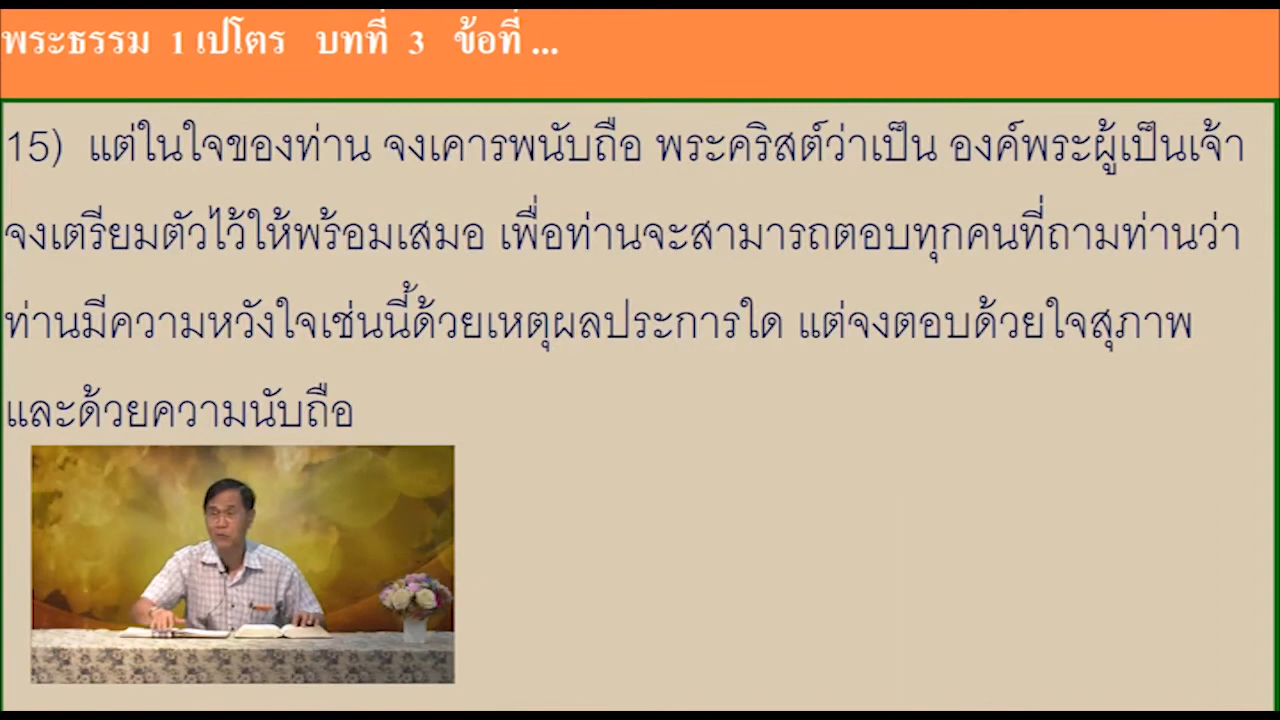 พระธรรม 1 เปโตร บทที่ 3 ข้อที่ ...
15) แต่ในใจของท่าน จงเคารพนับถือ พระคริสต์ว่าเป็น องค์พระผู้เป็นเจ้า
จงเตรียมตัวไว้ให้พร้อมเสมอ เพื่อท่านจะสามารถตอบทุกคนที่ถามท่านว่า
ท่านมีความหวังใจเช่นนี้ด้วยเหตุผลประการใด แต่จงตอบด้วยใจสุภาพ
และด้วยความนับถือ